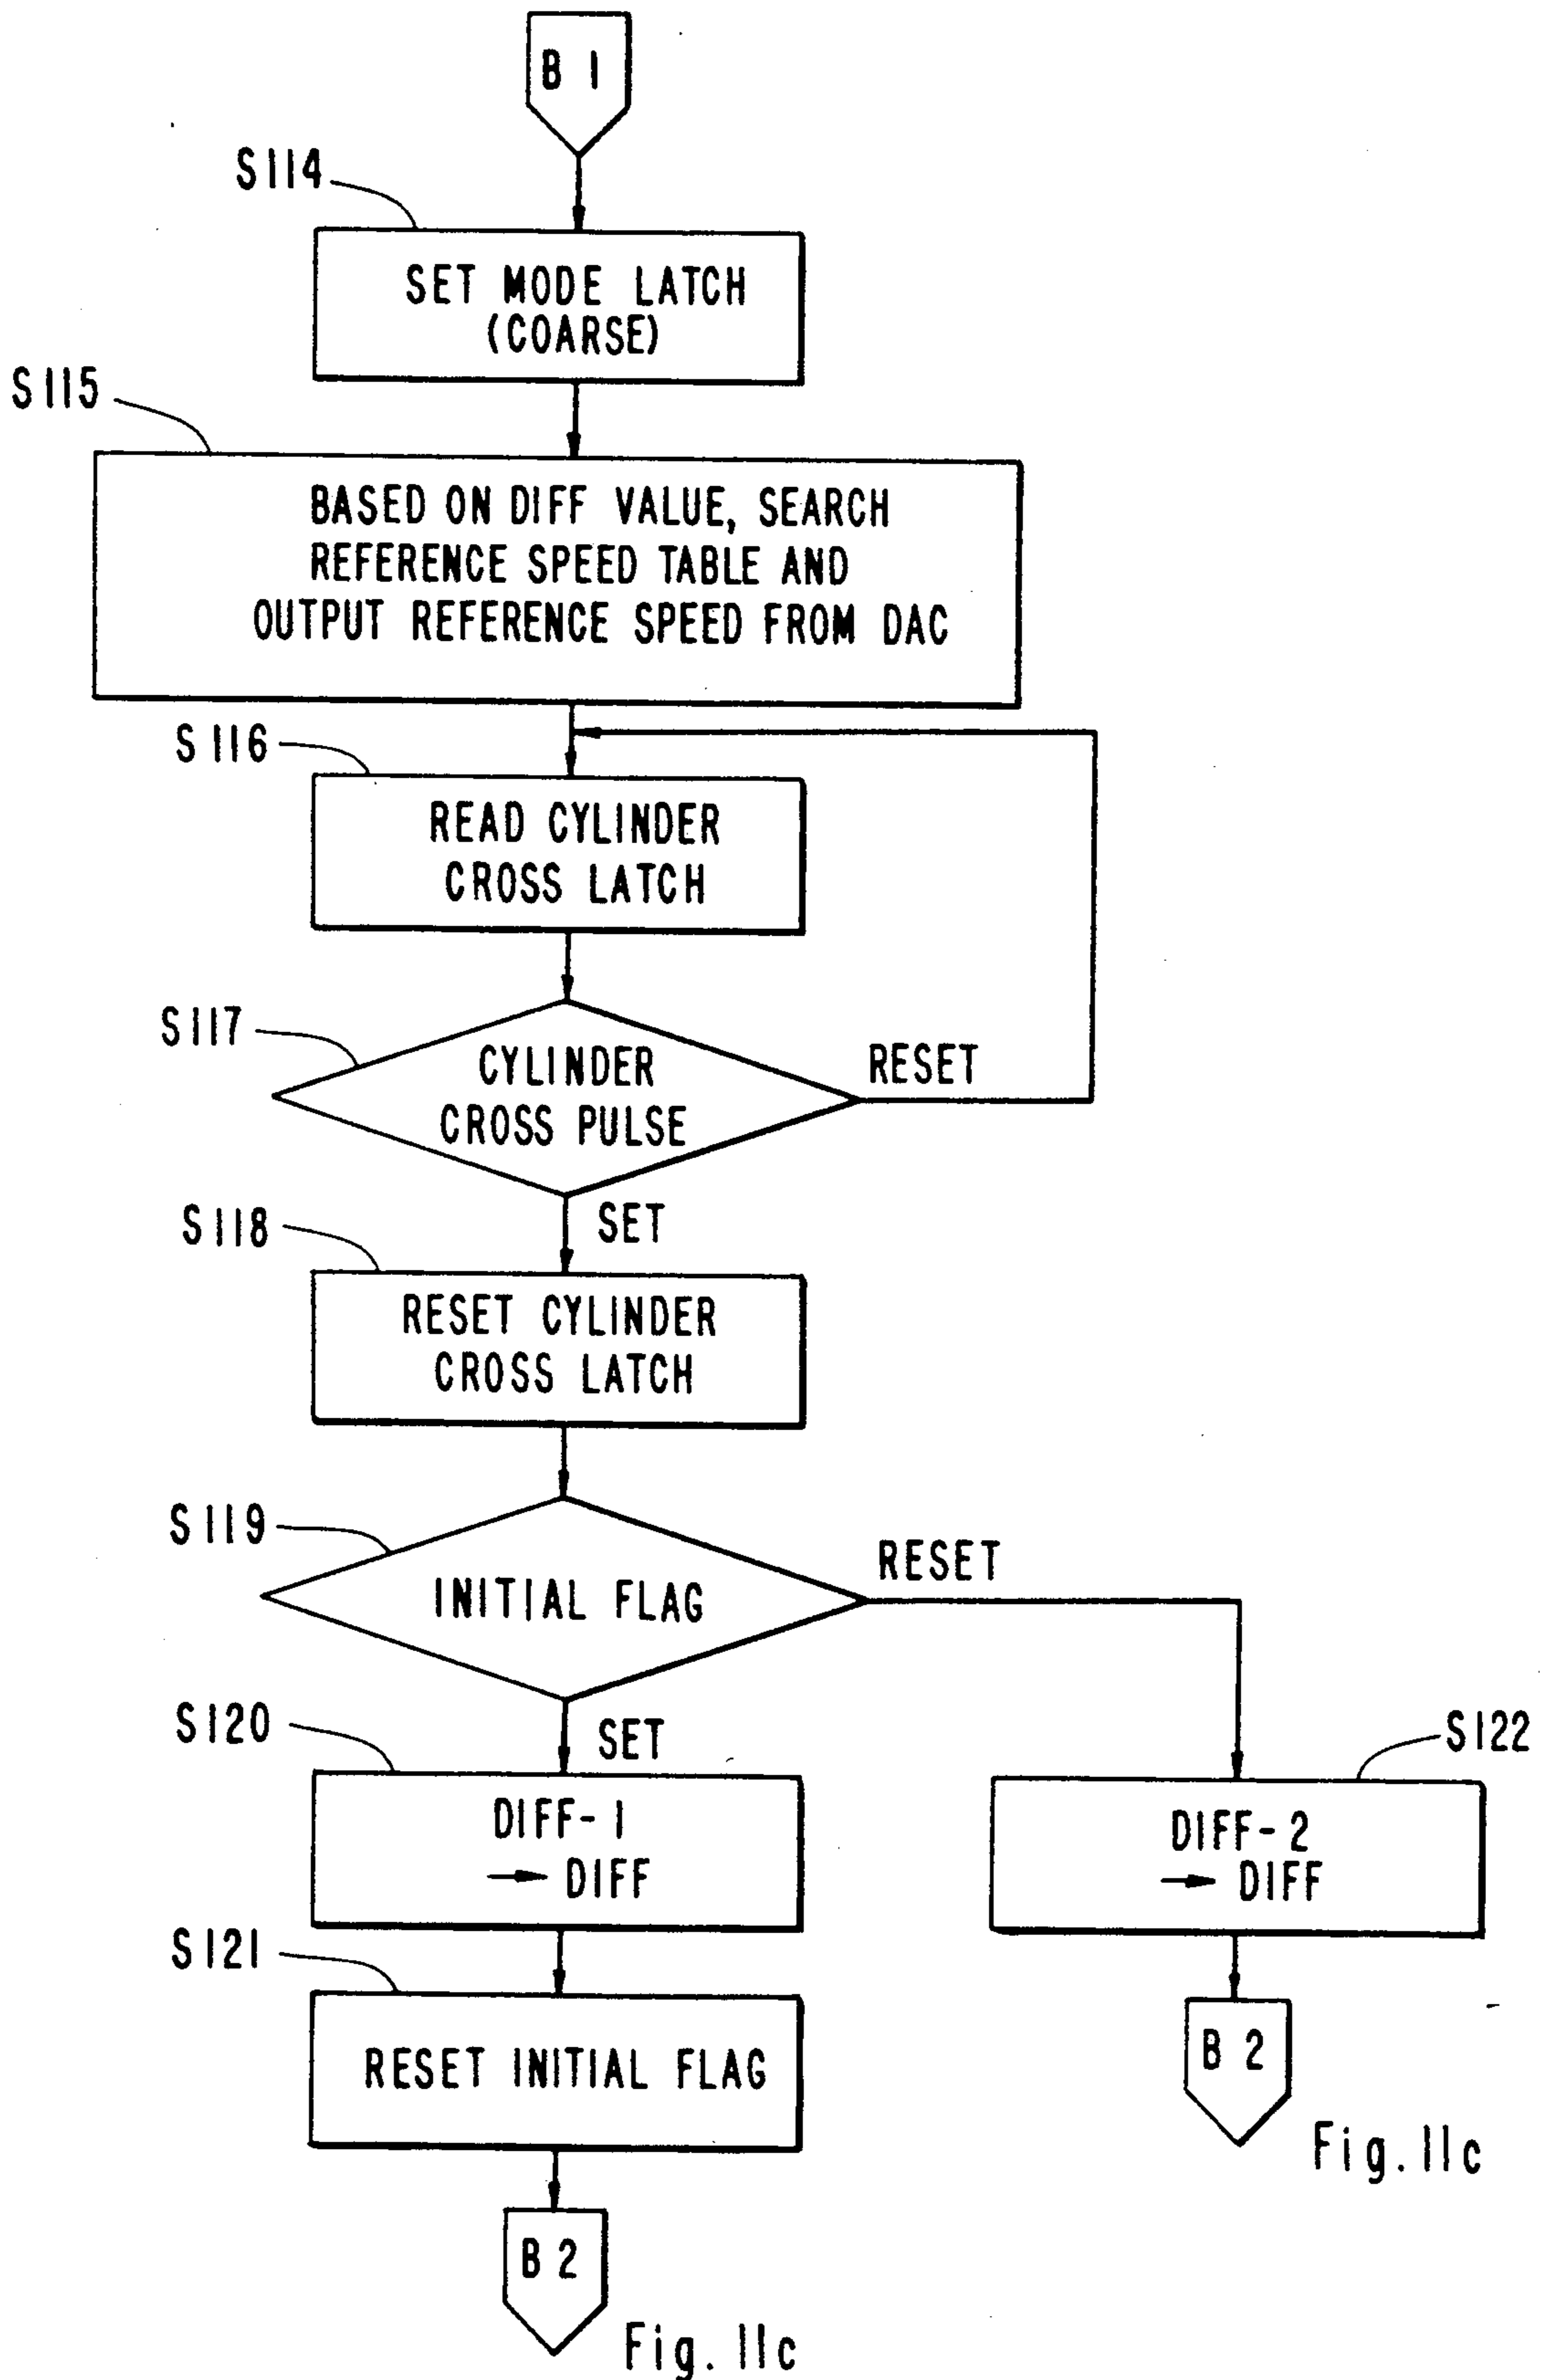 B 1
S114
SET MODE LATCH
(COARSE)
S115
BASED ON DIFF VALUE, SEARCH
REFERENCE SPEED TABLE AND
OUTPUT REFERENCE SPEED FROM DAC
S116
READ CYLINDER
CROSS LATCH
S117
CYLINDER
CROSS PULSE
RESET
SET
S118
RESET CYLINDER
CROSS LATCH
S119
INITIAL FLAG
RESET
SET
S120
DIFF-1
→ DIFF
S122
DIFF-2
→ DIFF
S121
RESET INITIAL FLAG
B 2
Fig. 11c
B 2
Fig. 11c